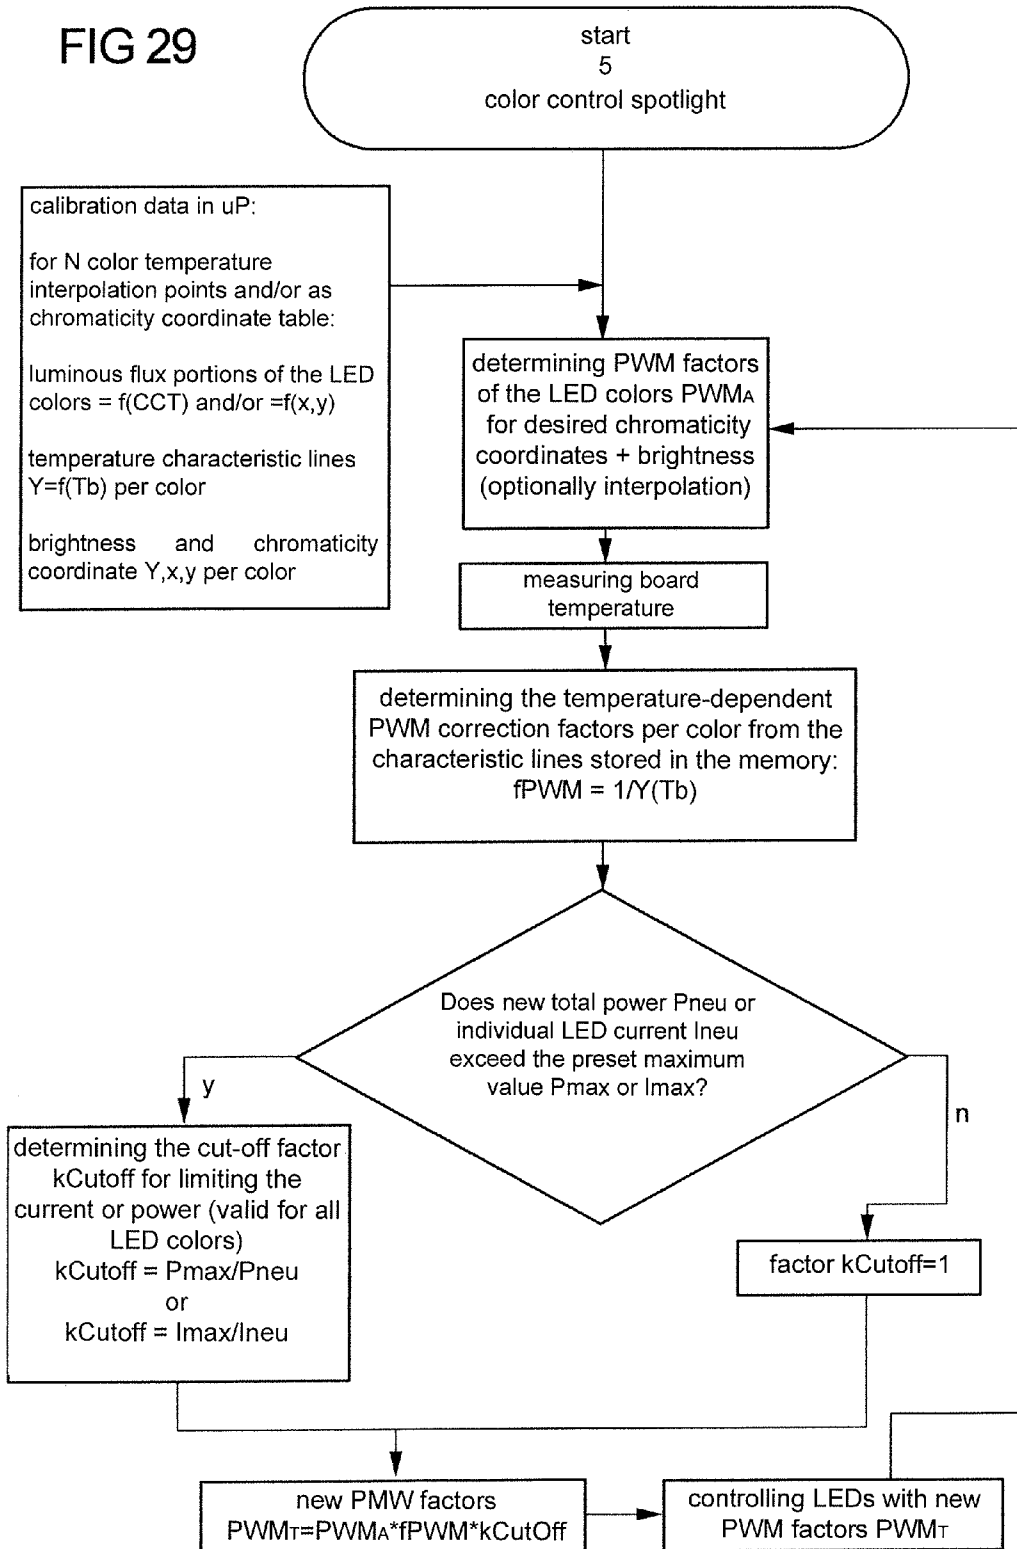 FIG 29
start
5
color control spotlight
calibration data in uP:
for N color temperature
interpolation points and/or as
chromaticity coordinate table:
luminous flux portions of the LED
colors = f(CCT) and/or =f(x,y)
temperature characteristic lines
Y=f(Tb) per color
brightness and chromaticity
coordinate Y,x,y per color
determining PWM factors
of the LED colors PWMA
for desired chromaticity
coordinates + brightness
(optionally interpolation)
measuring board
temperature
determining the temperature-dependent
PWM correction factors per color from the
characteristic lines stored in the memory:
fPWM = 1/Y(Tb)
Does new total power Pneu or
individual LED current Ineu
exceed the preset maximum
value Pmax or Imax?
y
n
determining the cut-off factor
kCutoff for limiting the
current or power (valid for all
LED colors)
kCutoff = Pmax/Pneu
or
kCutoff = Imax/Ineu
factor kCutoff=1
new PMW factors
PWMT=PWMA*fPWM*kCutOff
controlling LEDs with new
PWM factors PWMT